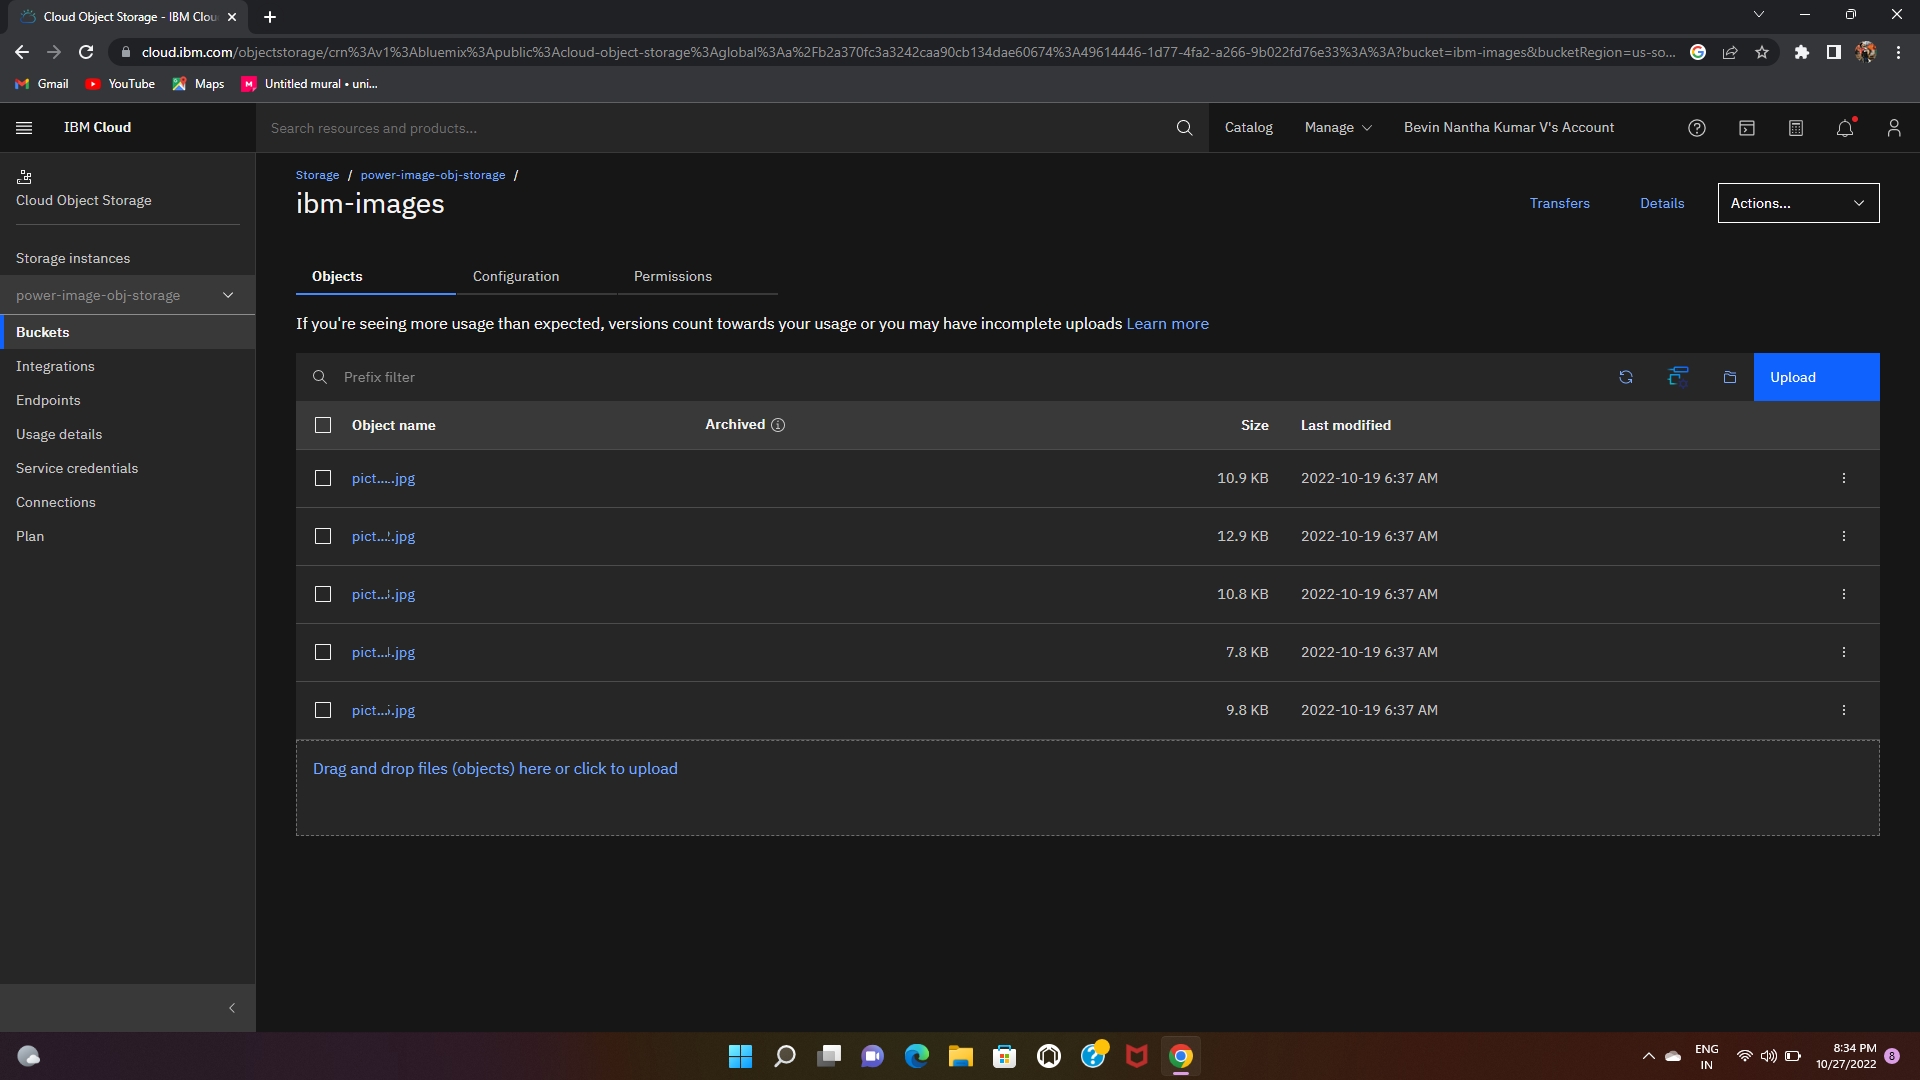 Cloud Object Storage - IBM Clou
cloud.ibm.com/objectstorage/crn%3Av1%3Abluemix%3Apublic%3Acloud-object-storage%3Aglobal%3Aa%2Fb2a370fc3a3242caa90cb134dae60674%3A49614446-1d77-4fa2-a266-9b022fd76e33%3A%3A?bucket=ibm-images&bucketRegion=us-so...
Gmail YouTube Maps Untitled mural • uni...
IBM Cloud
Search resources and products...
Catalog Manage Bevin Nantha Kumar V's Account
Cloud Object Storage
Storage instances
power-image-obj-storage
Buckets
Integrations
Endpoints
Usage details
Service credentials
Connections
Plan
Storage / power-image-obj-storage /
ibm-images
Transfers Details Actions...
Objects Configuration Permissions
If you're seeing more usage than expected, versions count towards your usage or you may have incomplete uploads Learn more
Prefix filter Upload
Object name Archived Size Last modified
pict....jpg 10.9 KB 2022-10-19 6:37 AM
pict....jpg 12.9 KB 2022-10-19 6:37 AM
pict....jpg 10.8 KB 2022-10-19 6:37 AM
pict....jpg 7.8 KB 2022-10-19 6:37 AM
pict....jpg 9.8 KB 2022-10-19 6:37 AM
Drag and drop files (objects) here or click to upload
ENG
IN
8:34 PM
10/27/2022
8